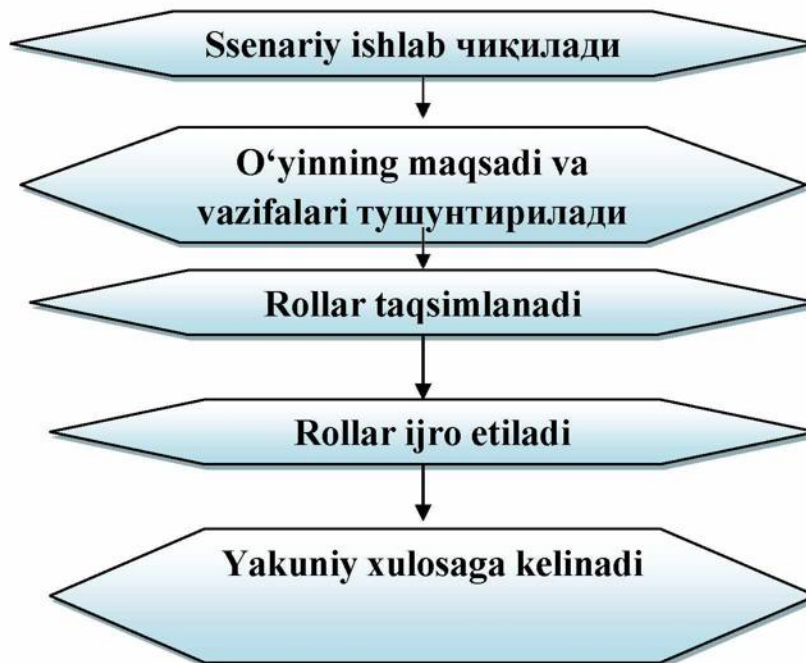 Ssenariy ishlab чиқилади
O‘yinning maqsadi va
vazifalari тушунтирилади
Rollar taqsimlanadi
Rollar ijro etiladi
Yakuniy xulosaga kelinadi